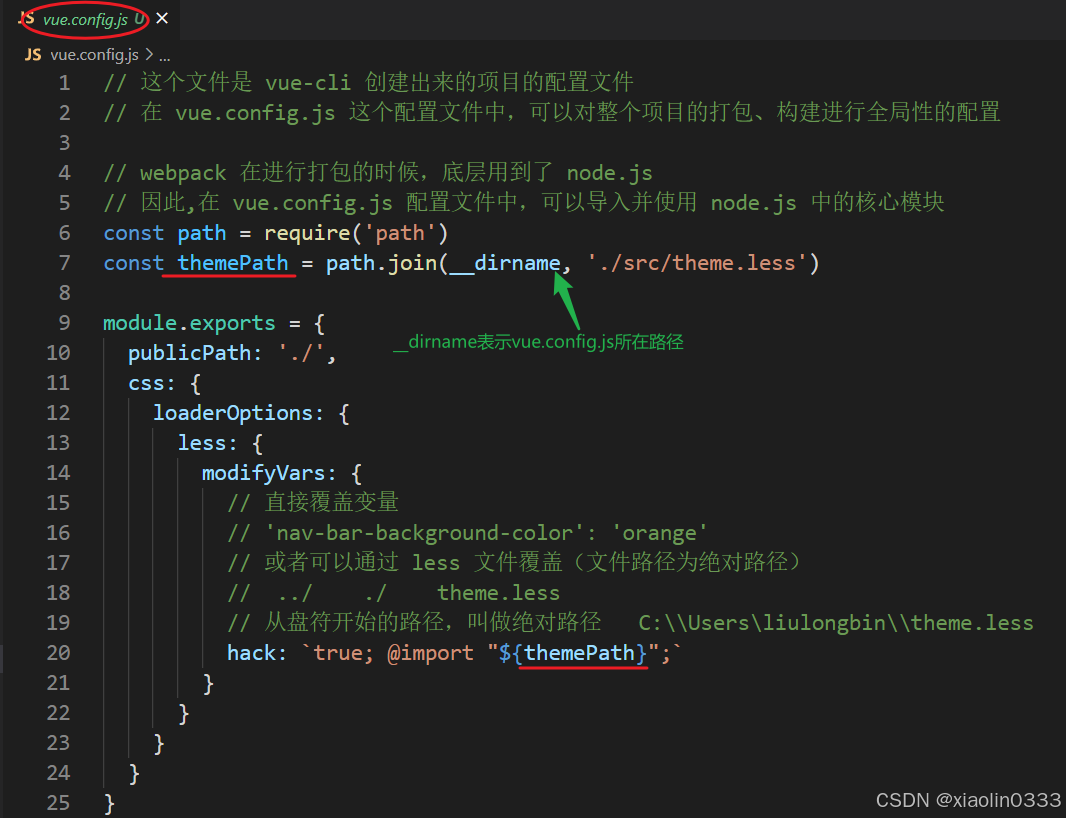 JS vue.config.js U ×
JS vue.config.js > ...
1 // 这个文件是 vue-cli 创建出来的项目的配置文件
2 // 在 vue.config.js 这个配置文件中，可以对整个项目的打包、构建进行全局性的配置
3
4 // webpack 在进行打包的时候，底层用到了 node.js
5 // 因此,在 vue.config.js 配置文件中，可以导入并使用 node.js 中的核心模块
6 const path = require('path')
7 const themePath = path.join(__dirname, './src/theme.less')
8
9 module.exports = {
__dirname表示vue.config.js所在路径
10 publicPath: './',
11 css: {
12 loaderOptions: {
13 less: {
14 modifyVars: {
15 // 直接覆盖变量
16 // 'nav-bar-background-color': 'orange'
17 // 或者可以通过 less 文件覆盖（文件路径为绝对路径）
18 // ../ ./ theme.less
19 // 从盘符开始的路径，叫做绝对路径 C:\\Users\liulongbin\\theme.less
20 hack: `true; @import "${themePath}";`
21 }
22 }
23 }
24 }
25 }
CSDN @xiaolin0333